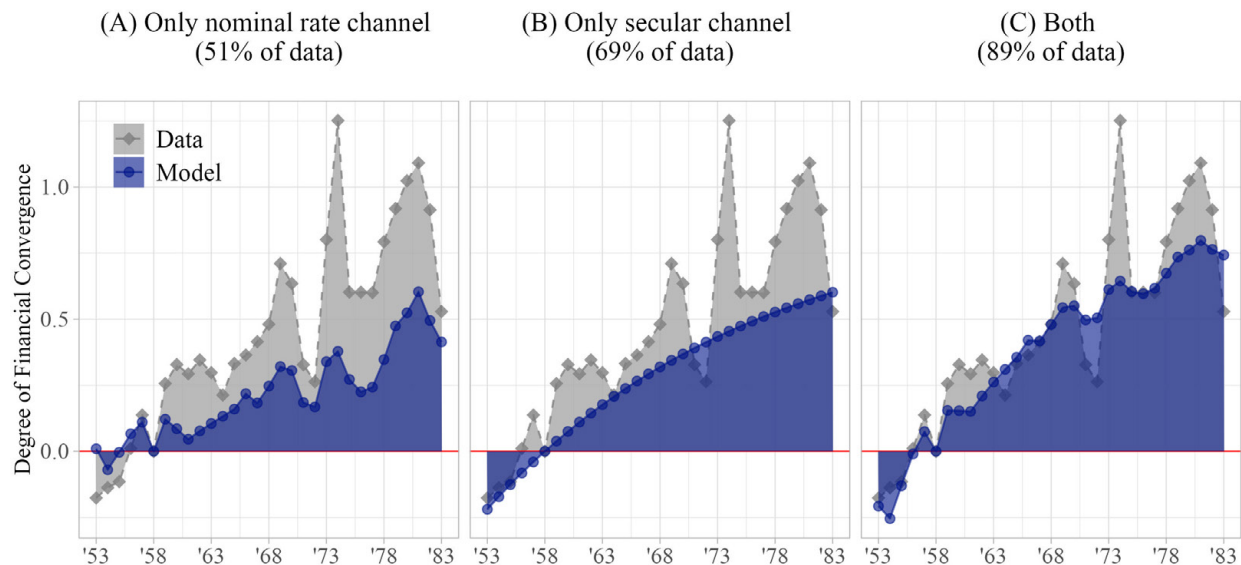 (A) Only nominal rate channel
(51% of data)
(B) Only secular channel
(69% of data)
(C) Both
(89% of data)
Data
Model
Degree of Financial Convergence
1.0
0.5
0.0
'53 '58 '63 '68 '73 '78 '83
'53 '58 '63 '68 '73 '78 '83
'53 '58 '63 '68 '73 '78 '83